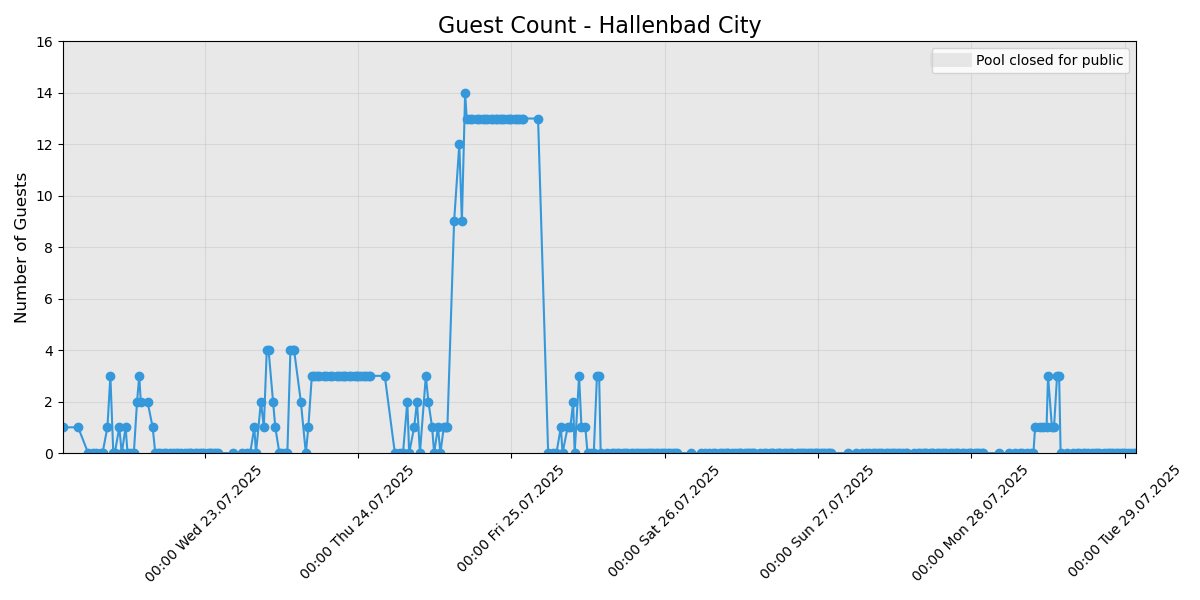 Guest Count - Hallenbad City
Pool closed for public
Number of Guests
16
14
12
10
8
6
4
2
0
00:00 Wed 23.07.2025
00:00 Thu 24.07.2025
00:00 Fri 25.07.2025
00:00 Sat 26.07.2025
00:00 Sun 27.07.2025
00:00 Mon 28.07.2025
00:00 Tue 29.07.2025